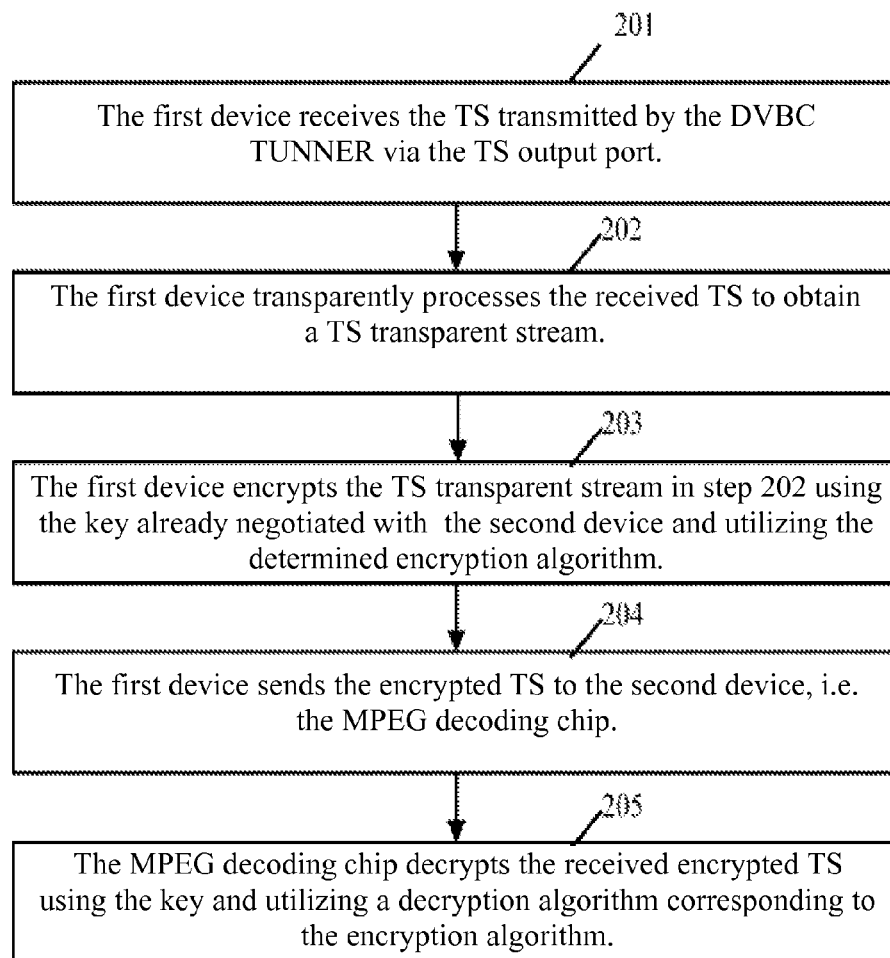 201
The first device receives the TS transmitted by the DVBC
TUNNER via the TS output port.
202
The first device transparently processes the received TS to obtain
a TS transparent stream.
203
The first device encrypts the TS transparent stream in step 202 using
the key already negotiated with the second device and utilizing the
determined encryption algorithm.
204
The first device sends the encrypted TS to the second device, i.e.
the MPEG decoding chip.
205
The MPEG decoding chip decrypts the received encrypted TS
using the key and utilizing a decryption algorithm corresponding to
the encryption algorithm.